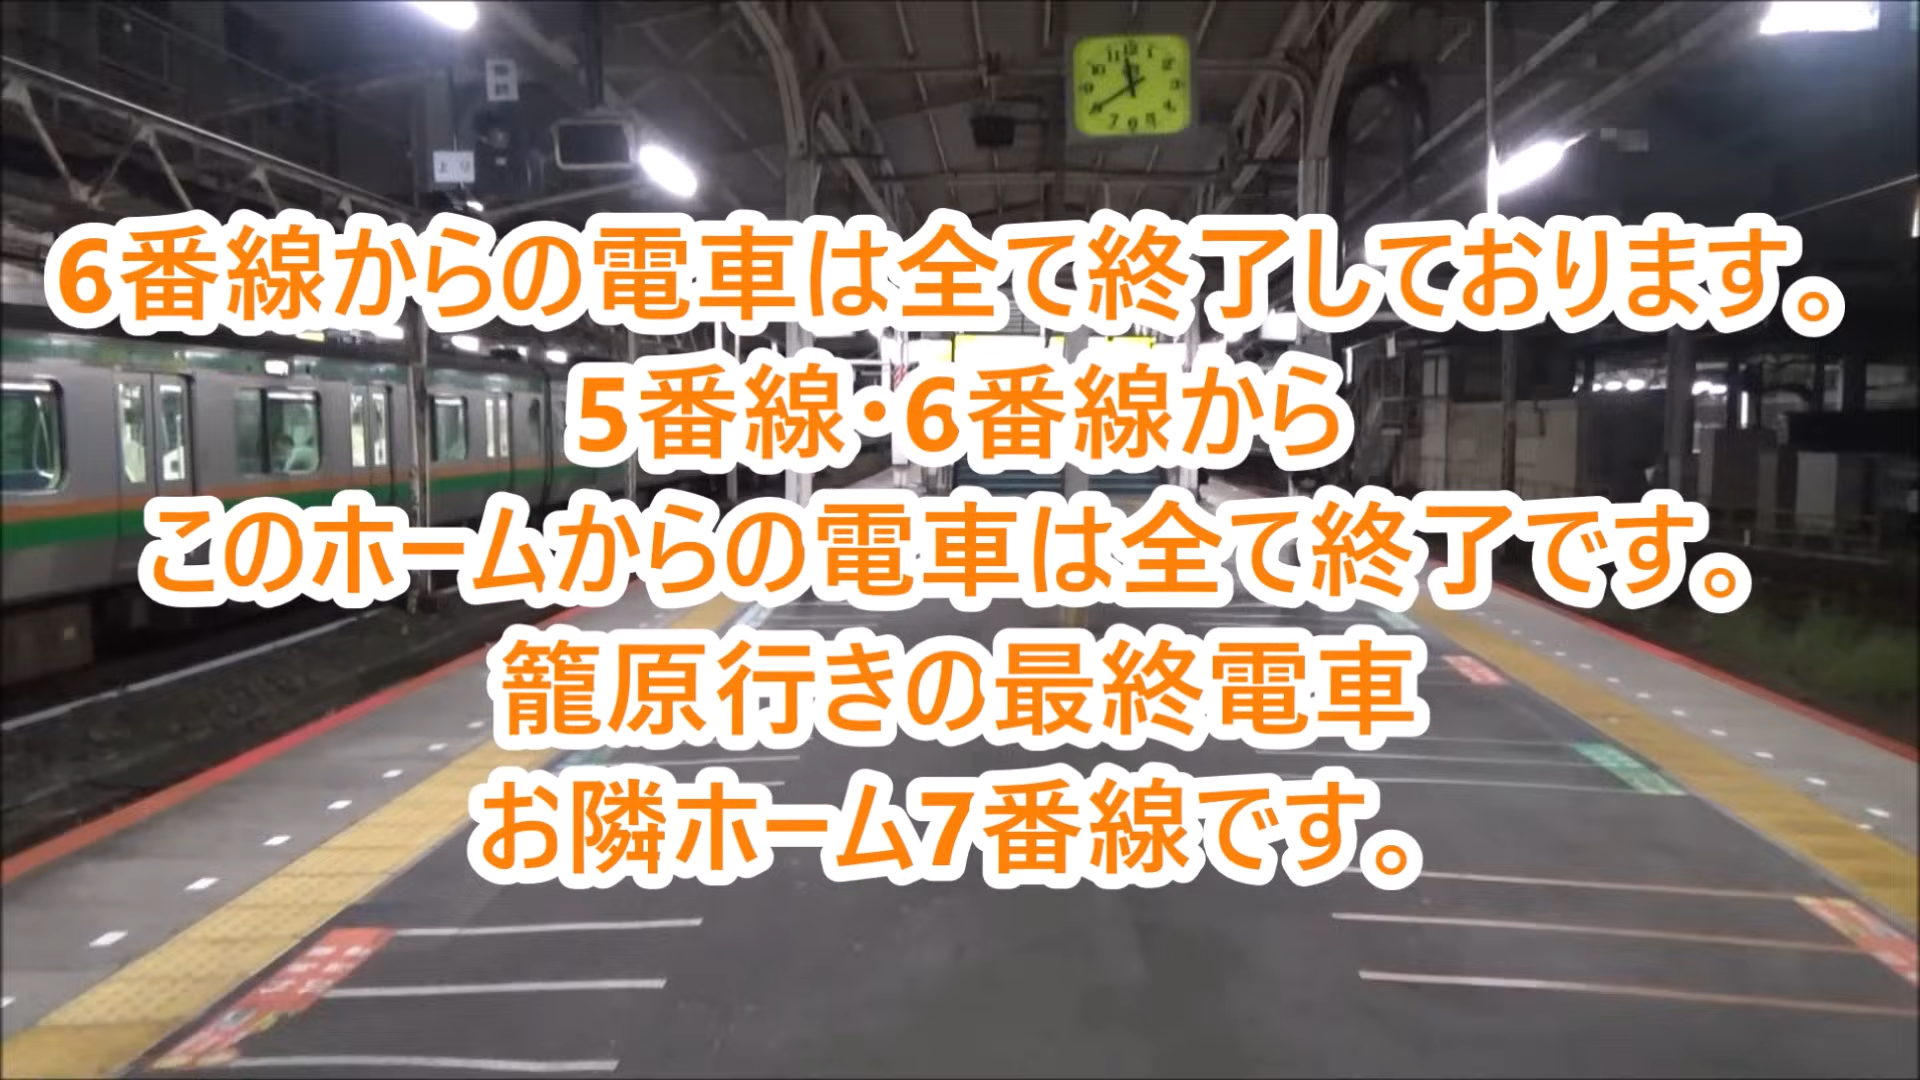 上り
6番線からの電車は全て終了しております。
5番線・6番線から
このホームからの電車は全て終了です。
籠原行きの最終電車
お隣ホーム7番線です。